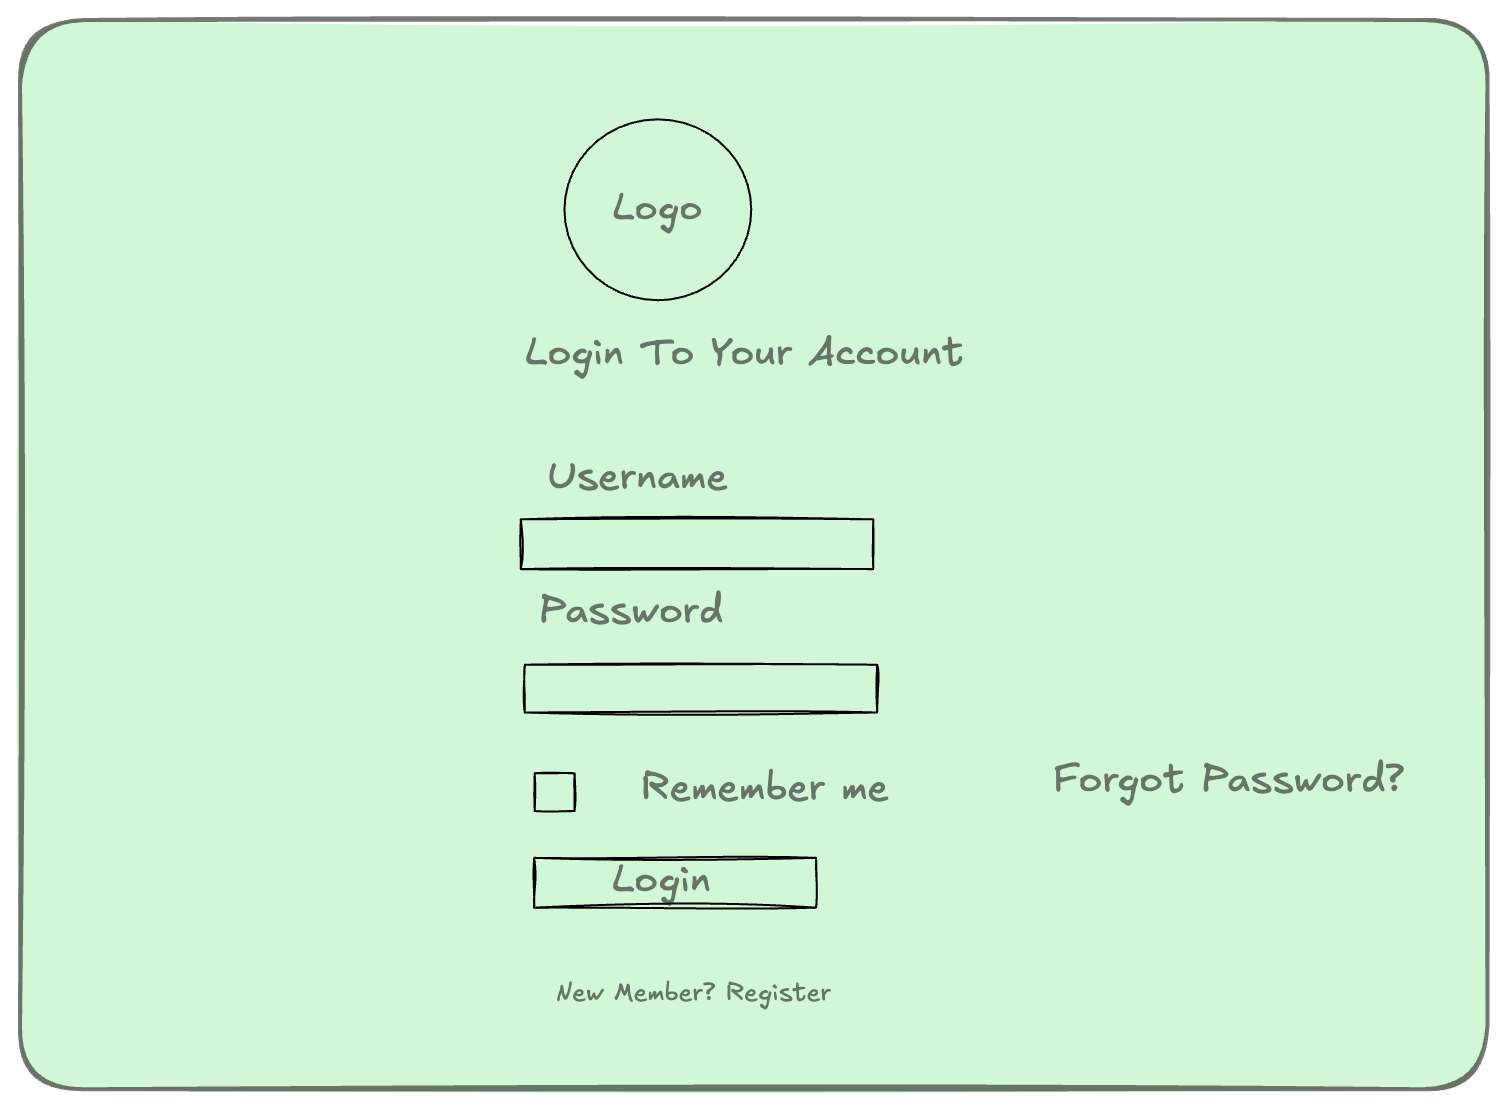 Logo
Login To Your Account
Username
Password
Remember me
Forgot Password?
Login
New Member? Register